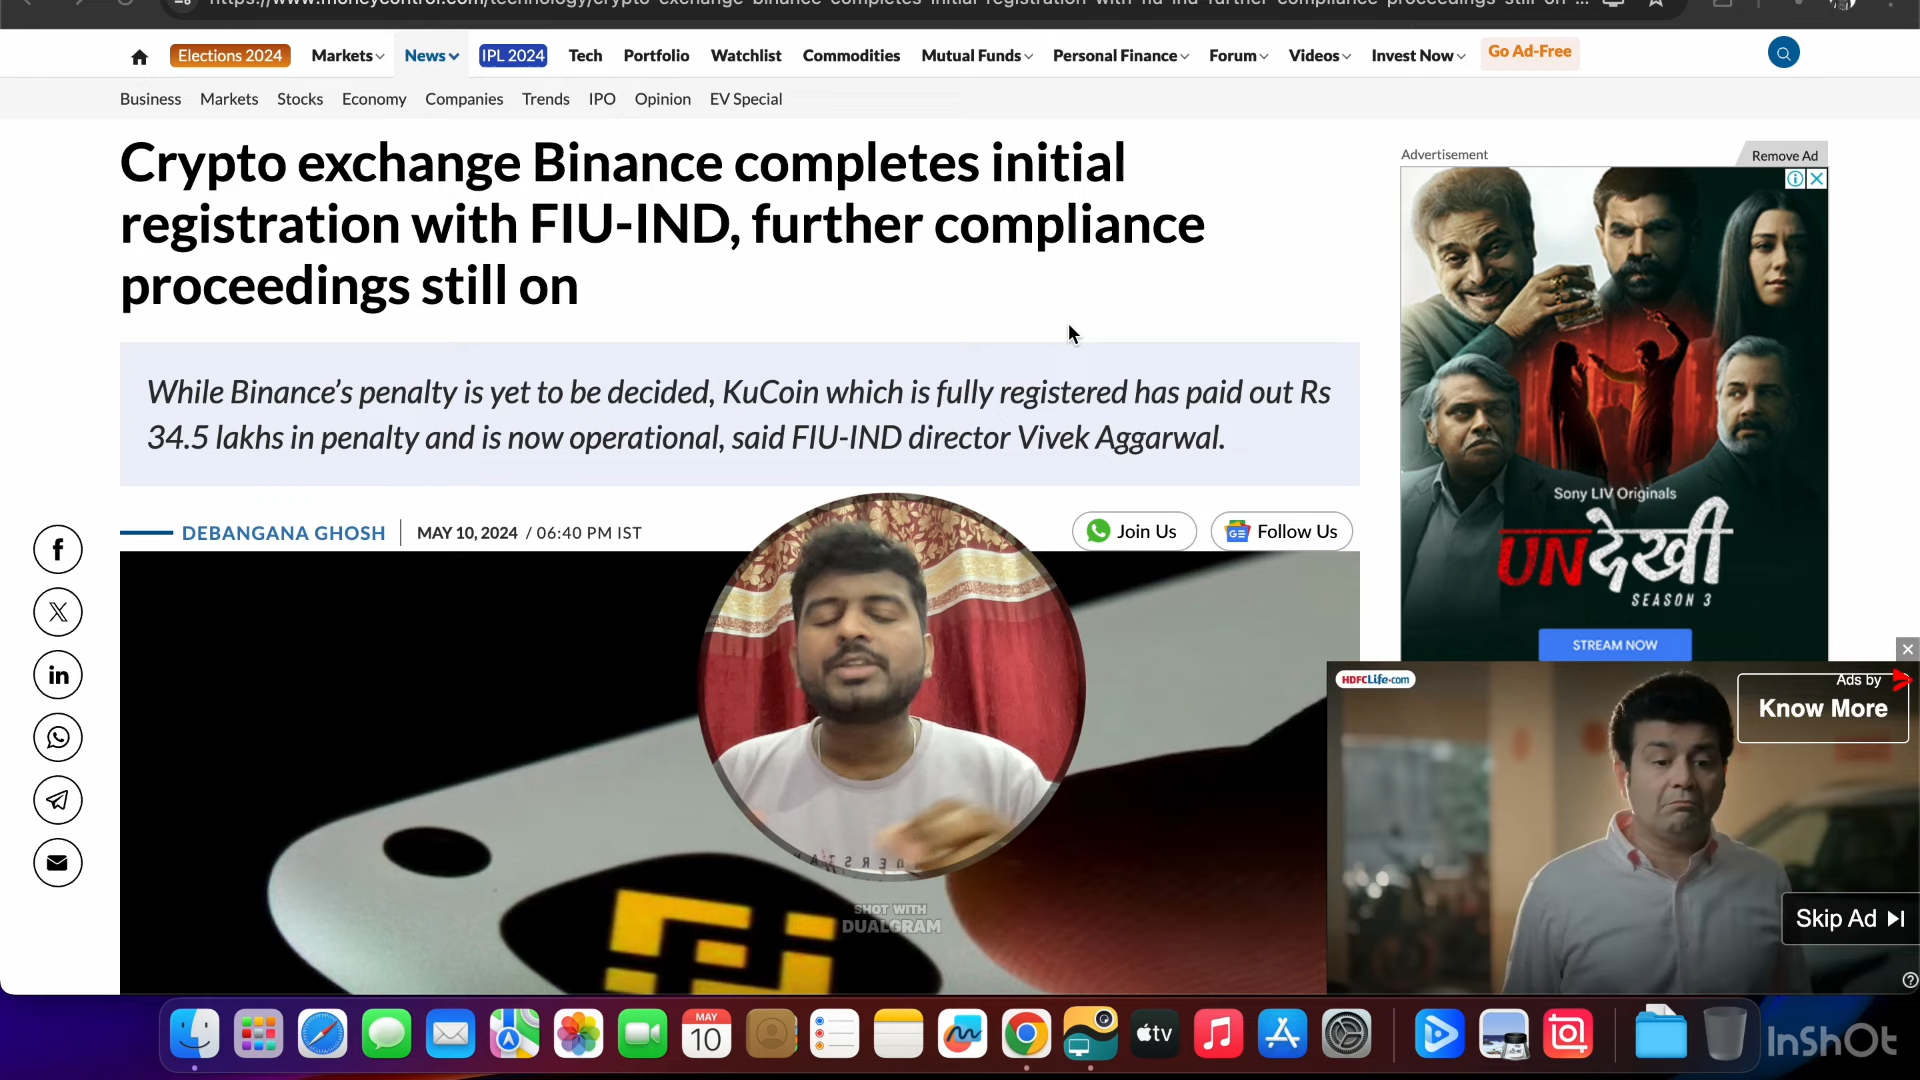 Elections 2024 Markets News IPL 2024 Tech Portfolio Watchlist Commodities Mutual Funds Personal Finance Forum Videos Invest Now Go Ad-Free
Business Markets Stocks Economy Companies Trends IPO Opinion EV Special
Crypto exchange Binance completes initial
registration with FIU-IND, further compliance
proceedings still on
While Binance’s penalty is yet to be decided, KuCoin which is fully registered has paid out Rs
34.5 lakhs in penalty and is now operational, said FIU-IND director Vivek Aggarwal.
DEBANGANA GHOSH MAY 10, 2024 / 06:40 PM IST
Join Us
Follow Us
Advertisement
Remove Ad
Sony LIV Originals
UNदेखी
SEASON 3
STREAM NOW
HDFCLife.com
Ads by
Know More
Skip Ad
SHOT WITH
DUALGRAM
MAY
10
tv
InShOt